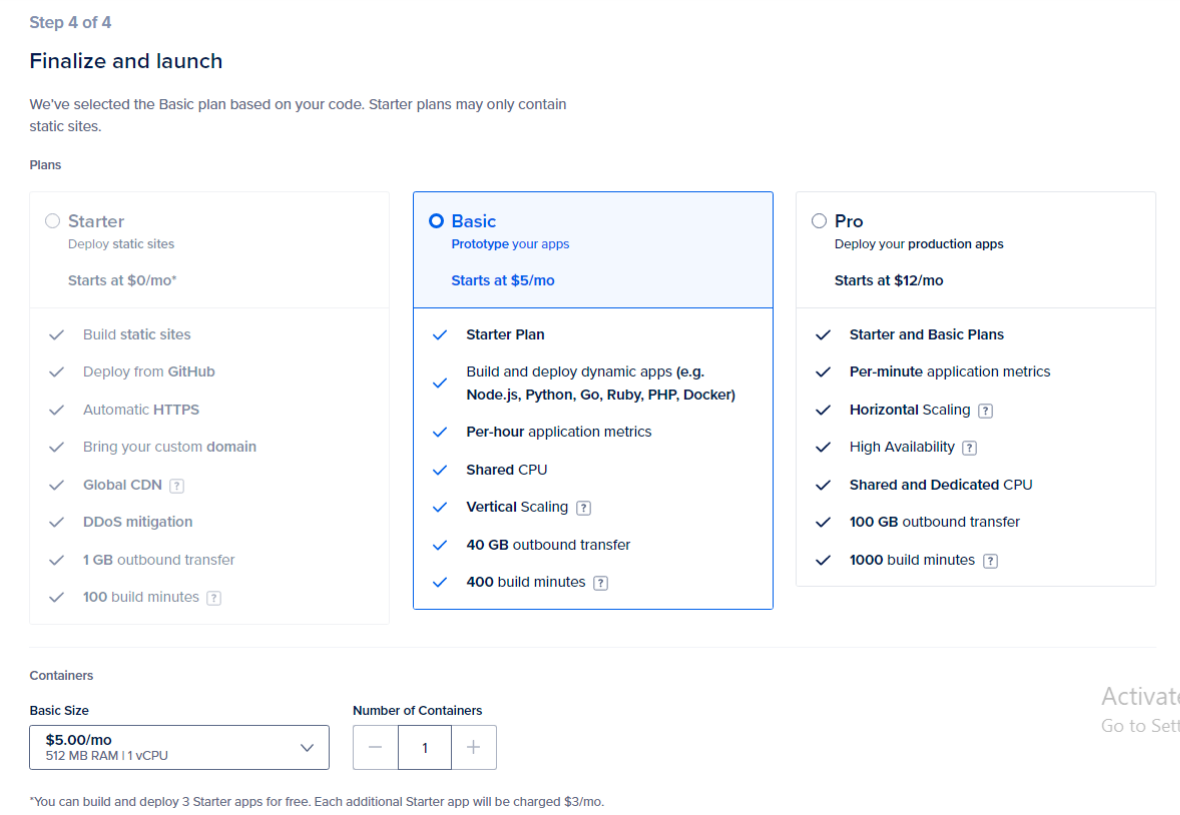 Step 4 of 4
Finalize and launch
We've selected the Basic plan based on your code. Starter plans may only contain
static sites.
Plans
Starter
Deploy static sites
Starts at $0/mo*
Build static sites
Deploy from GitHub
Automatic HTTPS
Bring your custom domain
Global CDN ?
DDoS mitigation
1 GB outbound transfer
100 build minutes ?
Basic
Prototype your apps
Starts at $5/mo
Starter Plan
Build and deploy dynamic apps (e.g.
Node.js, Python, Go, Ruby, PHP, Docker)
Per-hour application metrics
Shared CPU
Vertical Scaling ?
40 GB outbound transfer
400 build minutes ?
Pro
Deploy your production apps
Starts at $12/mo
Starter and Basic Plans
Per-minute application metrics
Horizontal Scaling ?
High Availability ?
Shared and Dedicated CPU
100 GB outbound transfer
1000 build minutes ?
Containers
Basic Size
$5.00/mo
512 MB RAM | 1 vCPU
Number of Containers
1
*You can build and deploy 3 Starter apps for free. Each additional Starter app will be charged $3/mo.
Activate
Go to Sett